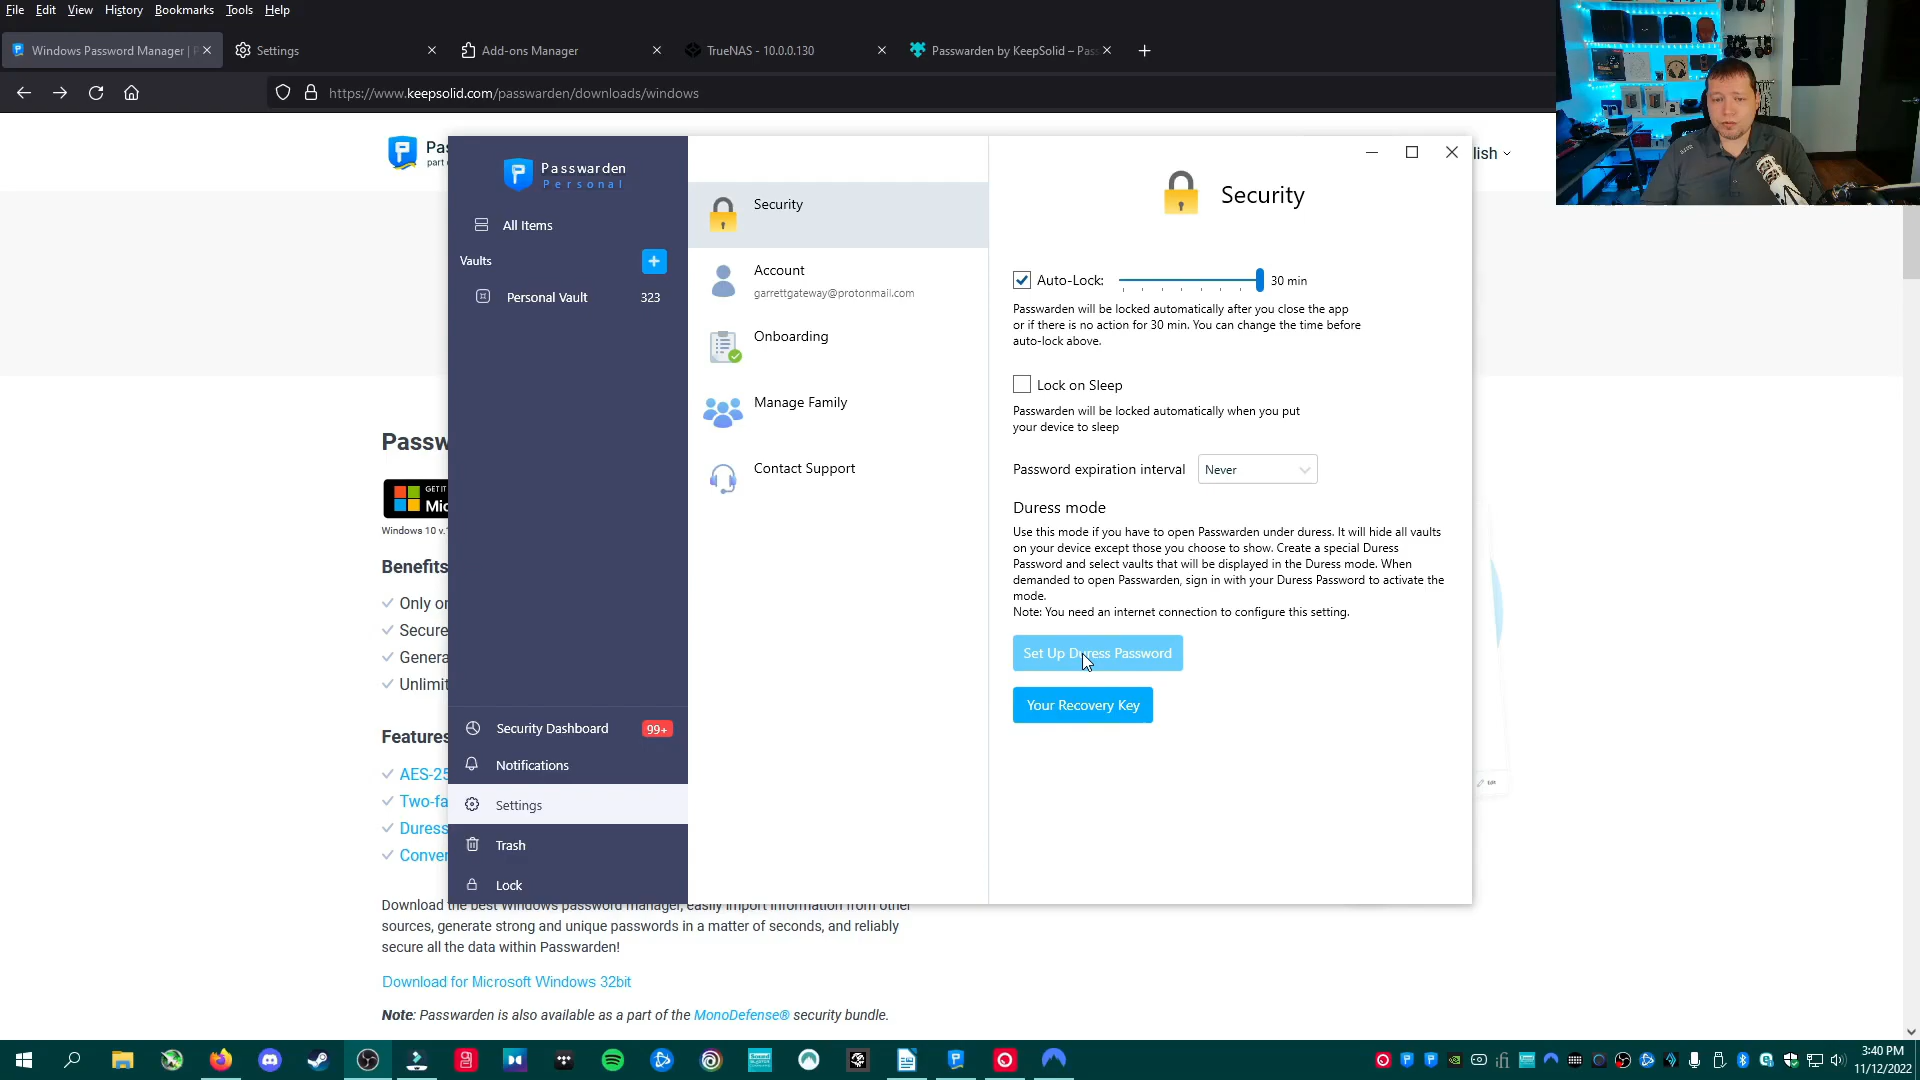 File Edit View History Bookmarks Tools Help
Windows Password Manager | P
Settings
Add-ons Manager
TrueNAS - 10.0.0.130
Passwarden by KeepSolid – Pass
https://www.keepsolid.com/passwarden/downloads/windows
Pas
part
lish
Passwarden
Personal
All Items
Vaults
Personal Vault 323
Security Dashboard 99+
Notifications
Settings
Trash
Lock
Security
Account
garrettgateway@protonmail.com
Onboarding
Manage Family
Contact Support
Security
Auto-Lock: 30 min
Passwarden will be locked automatically after you close the app
or if there is no action for 30 min. You can change the time before
auto-lock above.
Lock on Sleep
Passwarden will be locked automatically when you put
your device to sleep
Password expiration interval Never
Duress mode
Use this mode if you have to open Passwarden under duress. It will hide all vaults
on your device except those you choose to show. Create a special Duress
Password and select vaults that will be displayed in the Duress mode. When
demanded to open Passwarden, sign in with your Duress Password to activate the
mode.
Note: You need an internet connection to configure this setting.
Set Up Duress Password
Your Recovery Key
Passw
GET IT
Mic
Windows 10 v.
Benefits
Only on
Secure
Genera
Unlimit
Features
AES-25
Two-fa
Duress
Conver
Edit
Download the best Windows password manager, easily import information from other
sources, generate strong and unique passwords in a matter of seconds, and reliably
secure all the data within Passwarden!
Download for Microsoft Windows 32bit
Note: Passwarden is also available as a part of the MonoDefense® security bundle.
3:40 PM
11/12/2022